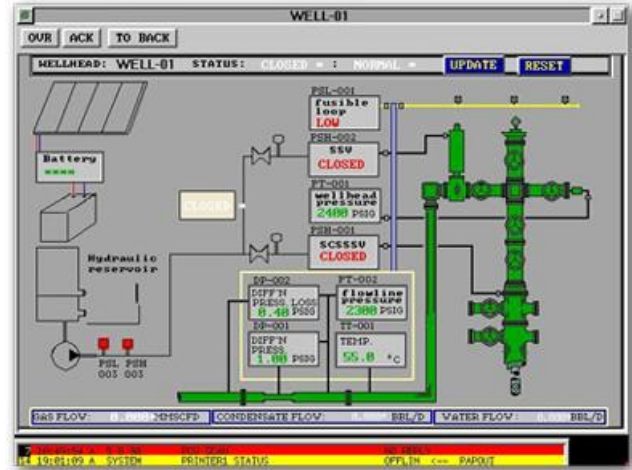 WELL-01
OVR ACK TO BACK
WELLHEAD: WELL-01 STATUS: CLOSED = : NORMAL = UPDATE RESET
PSL-001
fusible
loop
LOW
PSH-002
SSV
CLOSED
Battery
====
PT-001
wellhead
pressure
2400 PSIG
CLOSED =
PSH-001
SCSSSV
CLOSED
Hydraulic
reservoir
DP-002
DIFF'N
PRESS. LOSS
0.40 PSIG
PT-002
flowline
pressure
2300 PSIG
DP-001
DIFF'N
PRESS.
1.00 PSIG
TT-001
TEMP.
55.0 °C
PSL PSH
003 003
GAS FLOW: MMSCFD CONDENSATE FLOW: BBL/D WATER FLOW: BBL/D
NO REPLY
19:01:09 A SYSTEM PRINTER1 STATUS OFFLIN <== PAPOUT